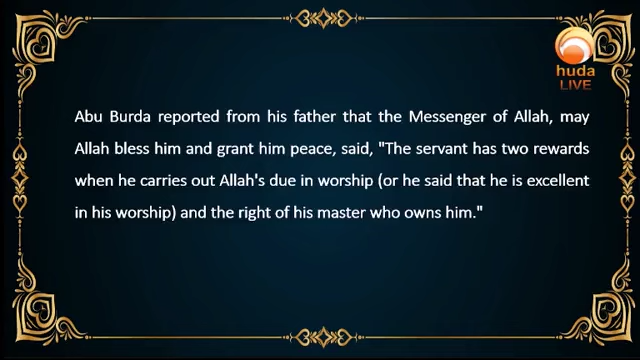 huda
LIVE
Abu Burda reported from his father that the Messenger of Allah, may
Allah bless him and grant him peace, said, "The servant has two rewards
when he carries out Allah's due in worship (or he said that he is excellent
in his worship) and the right of his master who owns him."